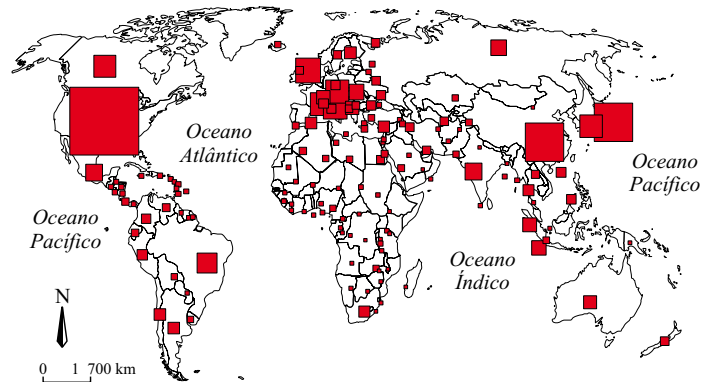 Oceano
Atlântico
Oceano
Pacífico
Oceano
Pacífico
Oceano
Índico
N
0 1 700 km